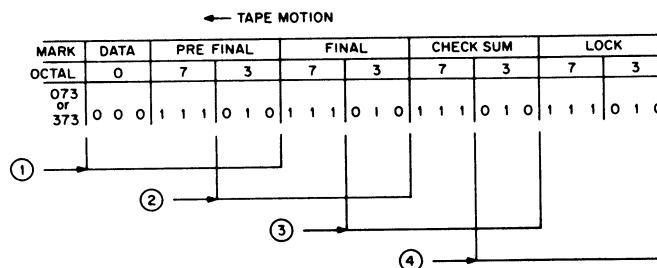 ← TAPE MOTION
MARK DATA PRE FINAL FINAL CHECK SUM LOCK
OCTAL 0 7 3 7 3 7 3 7 3
073
or
373
0 0 0 1 1 1 0 1 0 1 1 1 0 1 0 1 1 1 0 1 0 1 1 1 0 1 0
1
2
3
4